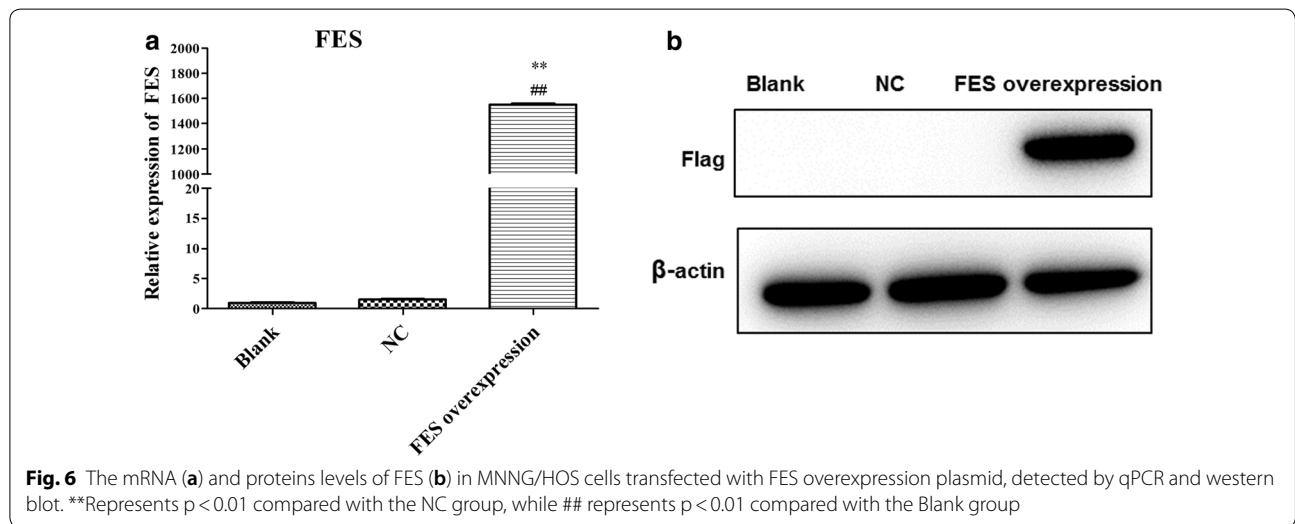 a
FES
Relative expression of FES
2000
1800
1600
1400
1200
1000
20
15
10
5
0
**
##
Blank
NC
FES overexpression
b
Blank NC FES overexpression
Flag
β-actin
Fig. 6 The mRNA (a) and proteins levels of FES (b) in MNNG/HOS cells transfected with FES overexpression plasmid, detected by qPCR and western
blot. **Represents p < 0.01 compared with the NC group, while ## represents p < 0.01 compared with the Blank group